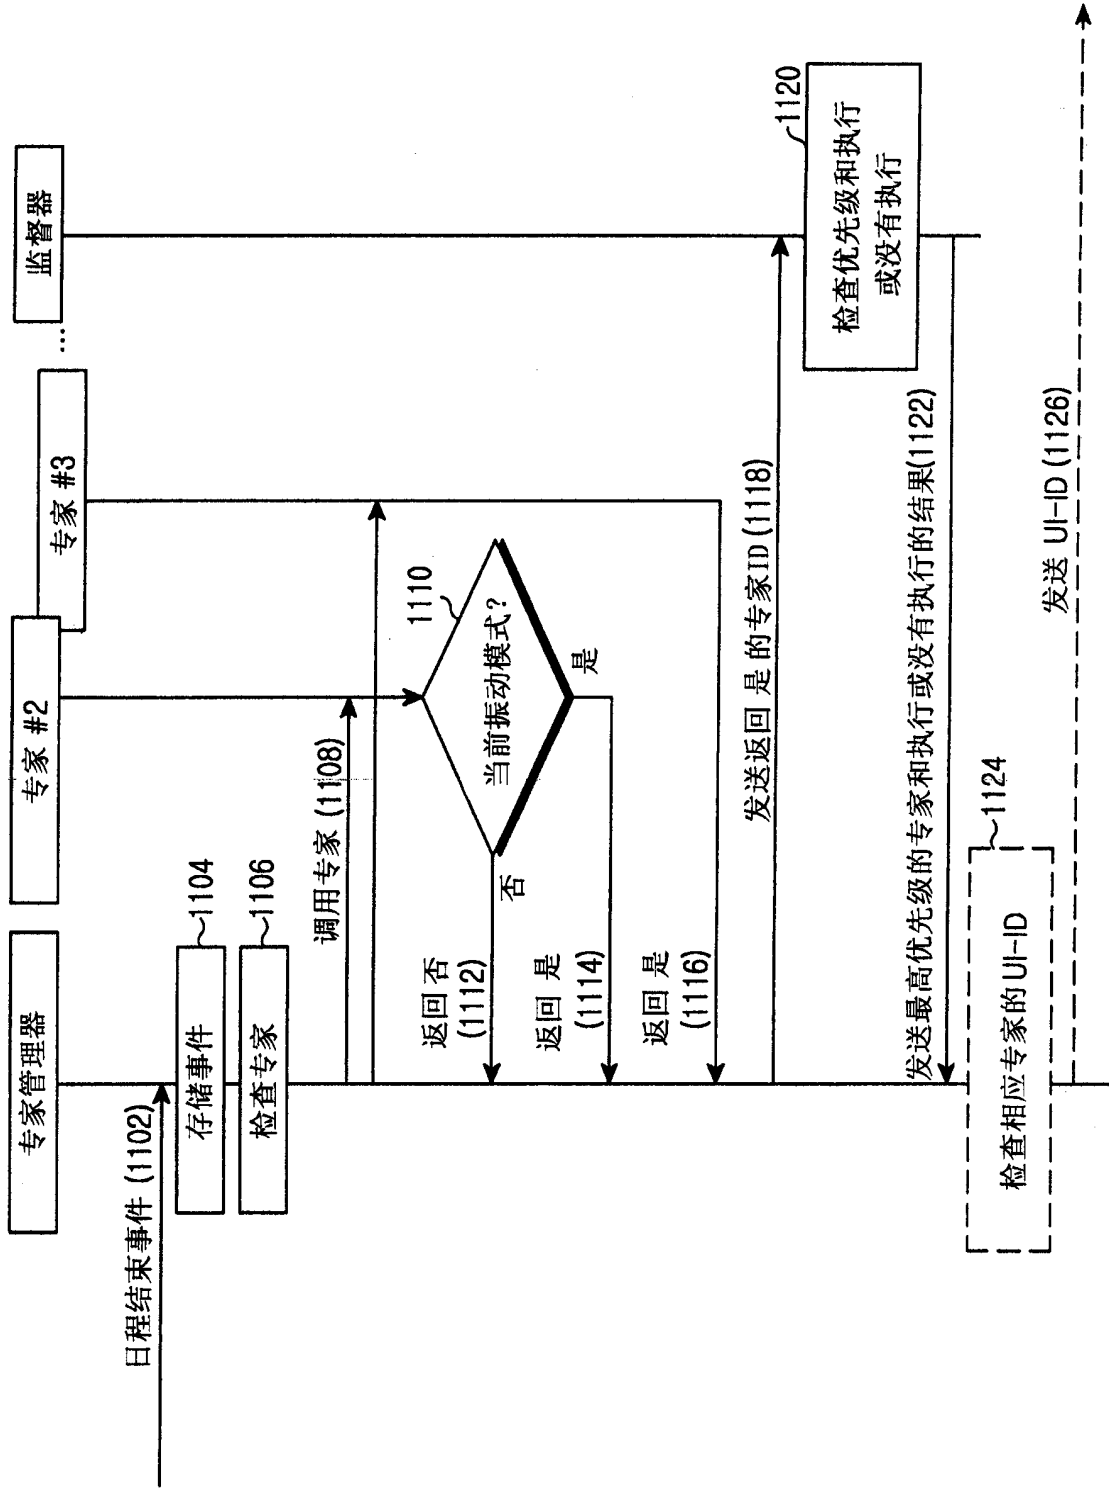 专家管理器
专家 #2
专家 #3
...
监督器
日程结束事件 (1102)
存储事件
1104
检查专家
1106
调用专家 (1108)
当前振动模式?
1110
否
是
返回 否
(1112)
返回 是
(1114)
返回 是
(1116)
发送返回 是 的专家ID (1118)
检查优先级和执行
或没有执行
1120
发送最高优先级的专家和执行或没有执行的结果(1122)
检查相应专家的 UI-ID
1124
发送 UI-ID (1126)